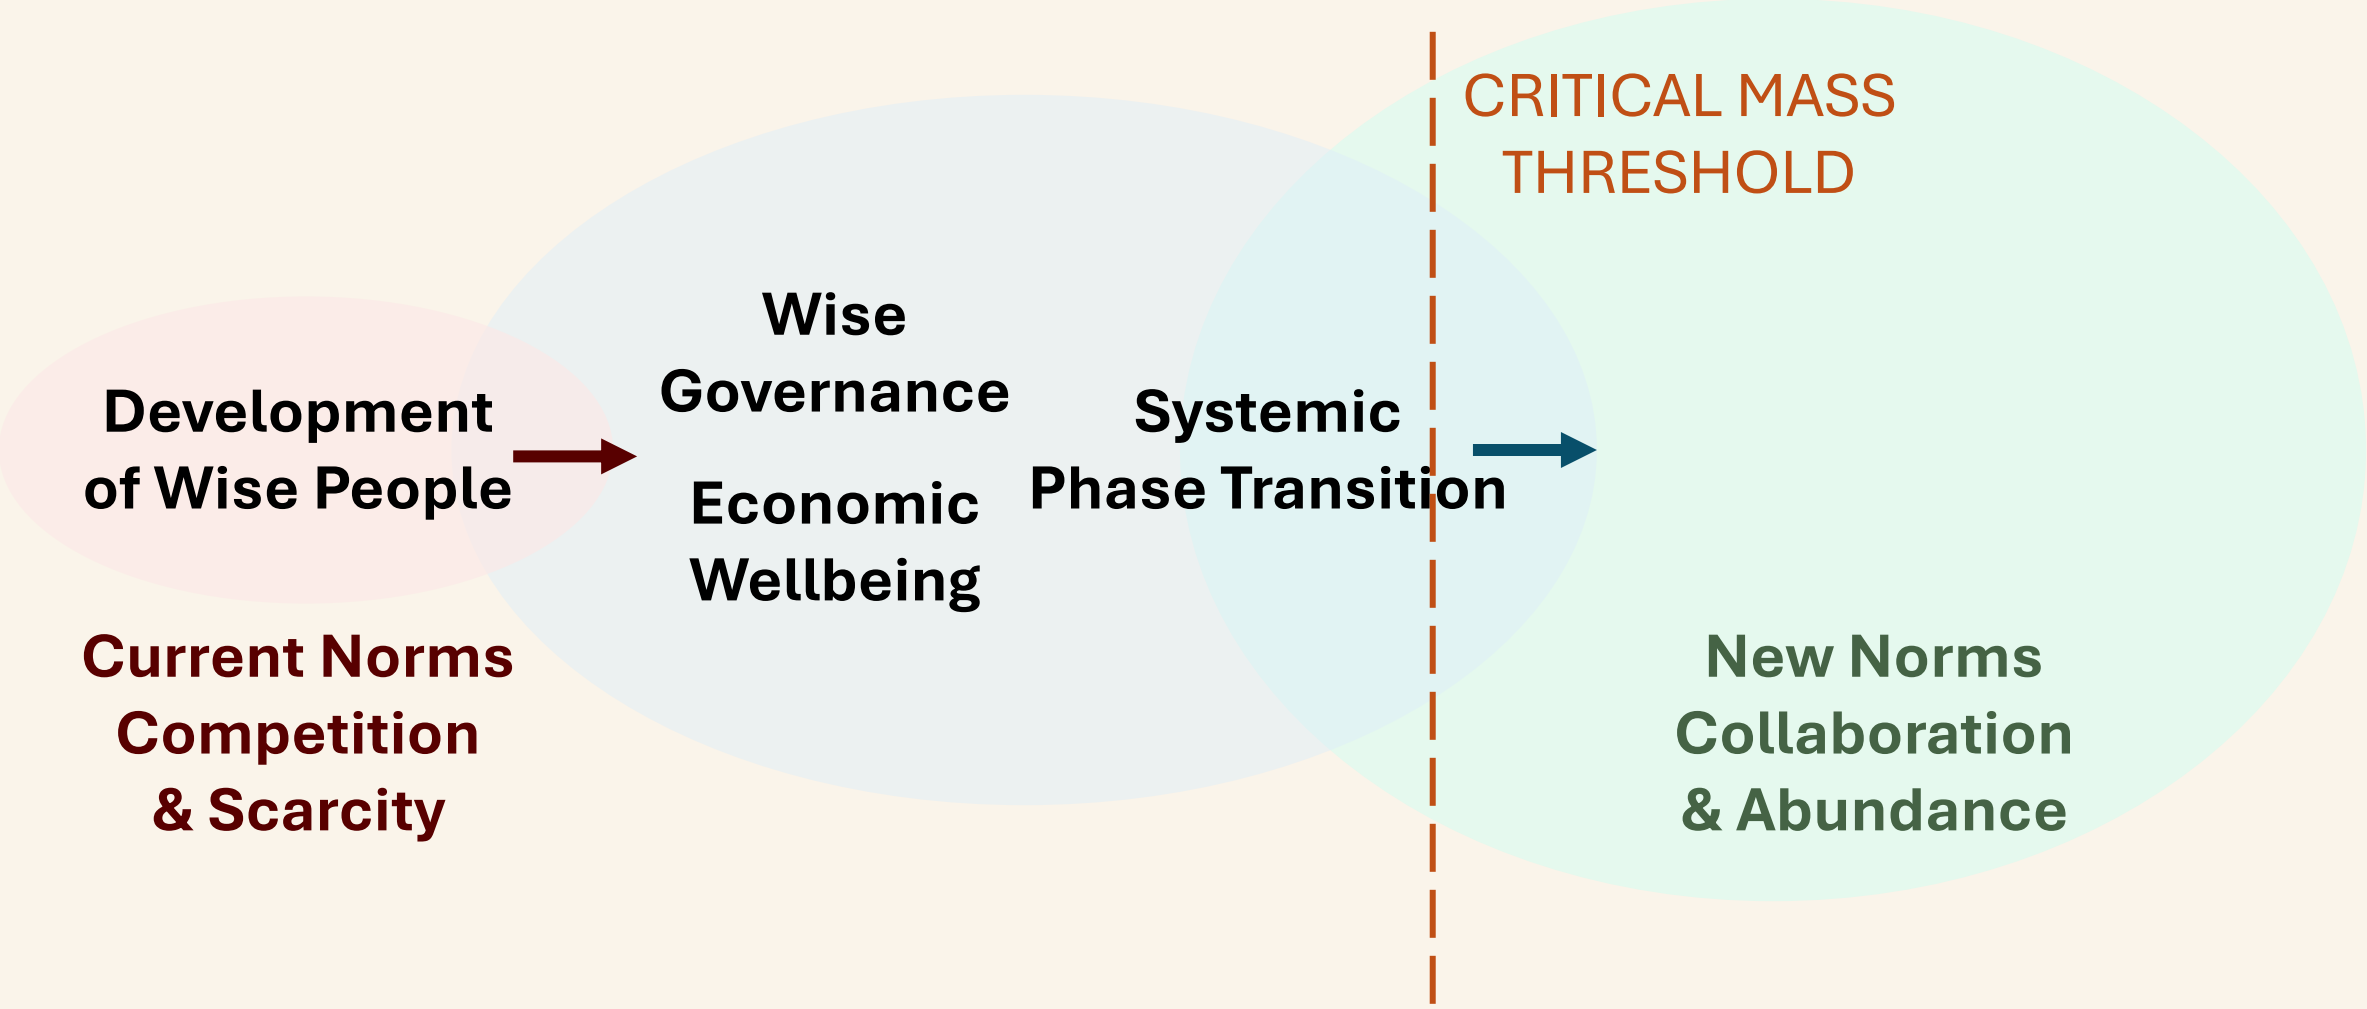 CRITICAL MASS
THRESHOLD
Development
of Wise People
Wise
Governance
Economic
Wellbeing
Systemic
Phase Transition
Current Norms
Competition
& Scarcity
New Norms
Collaboration
& Abundance